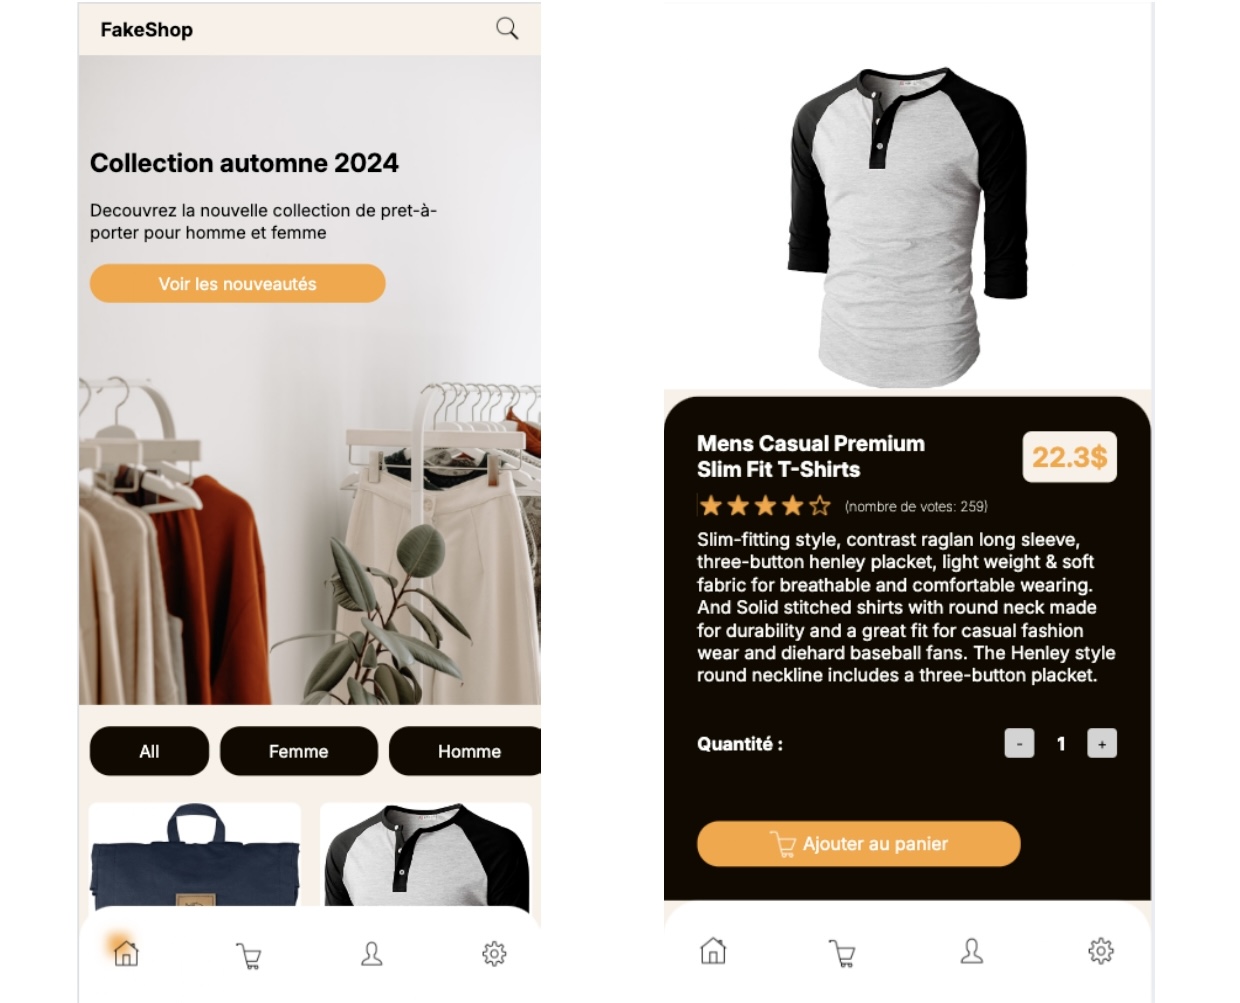 FakeShop
Collection automne 2024
Decouvrez la nouvelle collection de pret-à-
porter pour homme et femme
Voir les nouveautés
All
Femme
Homme
Mens Casual Premium
Slim Fit T-Shirts
22.3$
(nombre de votes: 259)
Slim-fitting style, contrast raglan long sleeve,
three-button henley placket, light weight & soft
fabric for breathable and comfortable wearing.
And Solid stitched shirts with round neck made
for durability and a great fit for casual fashion
wear and diehard baseball fans. The Henley style
round neckline includes a three-button placket.
Quantité :
- 1 +
Ajouter au panier